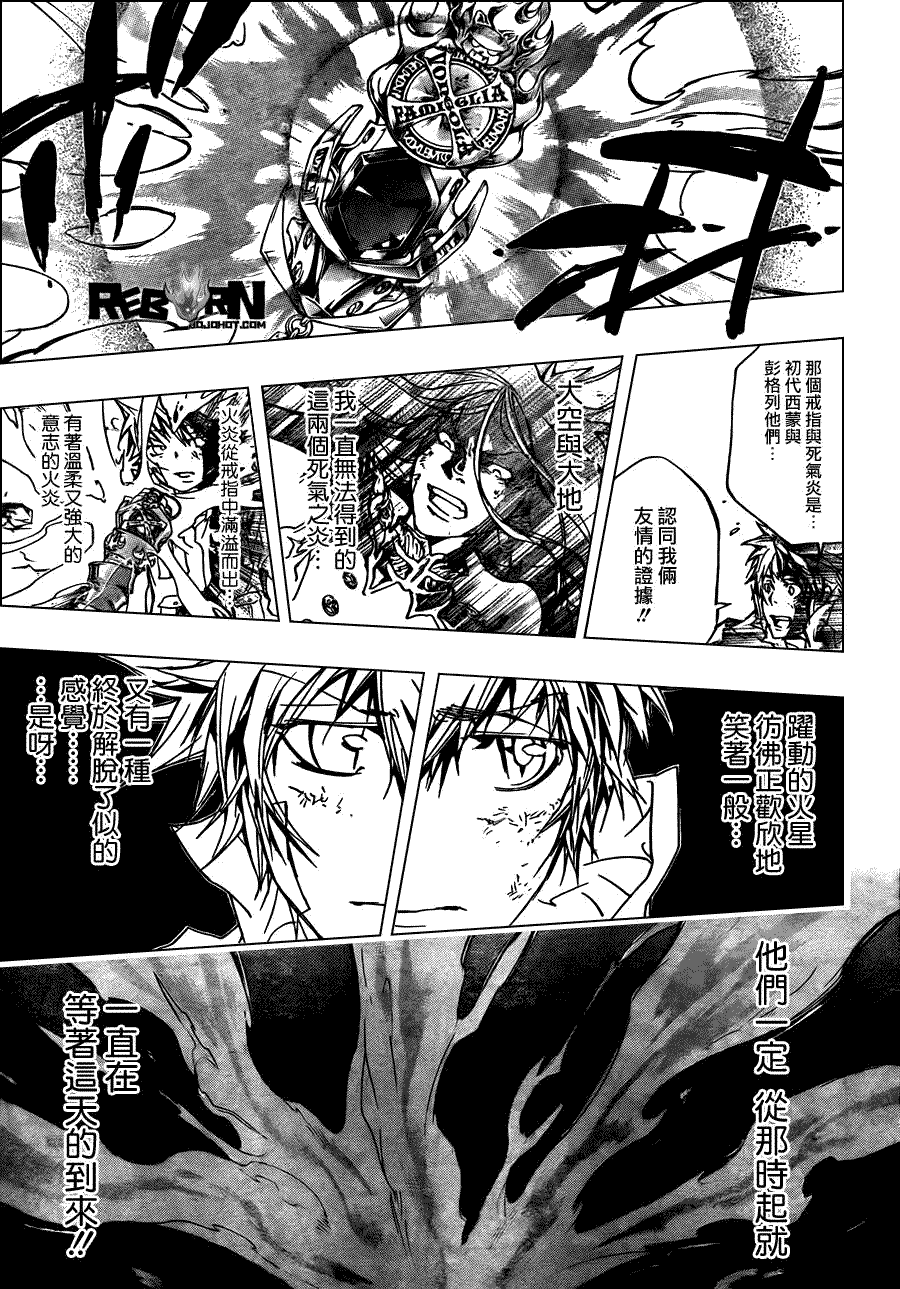 FAMIGLIA
REBORN
JOJOHOT.COM
那個戒指與死氣炎是…
初代西蒙與
彭格列他們…
認同我倆
友情的證據!!
大空與大地
我一直無法得到的
這兩個死氣之炎…
火炎從戒指中滿溢而出…
有著溫柔又強大的
意志的火炎
躍動的火星
彷彿正歡欣地
笑著一般…
又有一種
終於解脫了似的
感覺……
…是呀…
他們一定 從那時起就
一直在
等著這天的到來!!